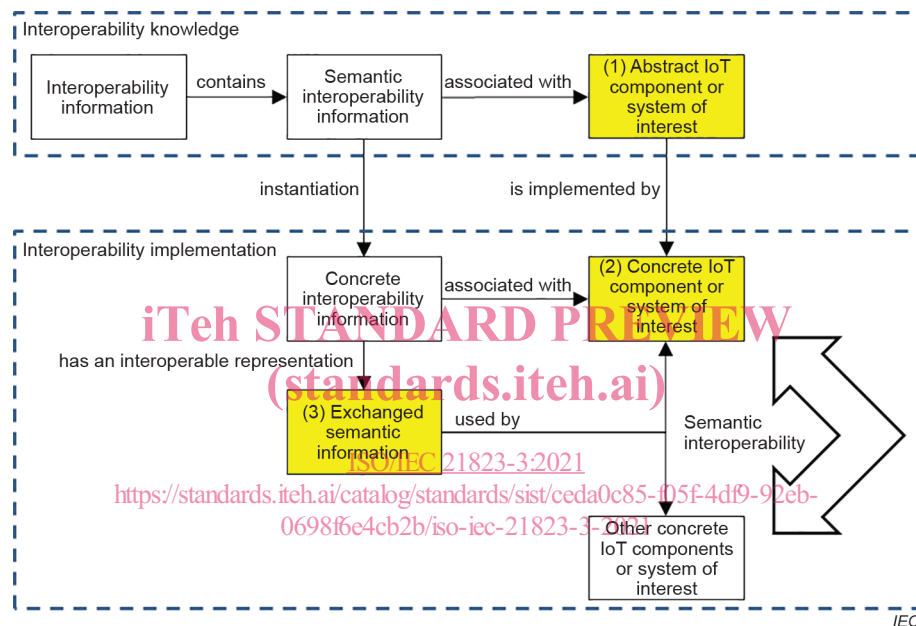 Interoperability knowledge
Interoperability
information
contains
Semantic
interoperability
information
associated with
(1) Abstract IoT
component or
system of
interest
instantiation
is implemented by
Interoperability implementation
Concrete
interoperability
information
associated with
(2) Concrete IoT
component or
system of
interest
iTeh STANDARD PREVIEW
has an interoperable representation
(standards.iteh.ai)
(3) Exchanged
semantic
information
used by
Semantic
interoperability
ISO/IEC 21823-3:2021
https://standards.iteh.ai/catalog/standards/sist/ceda0c85-f05f-4df9-92eb-
0698f6e4cb2b/iso-iec-21823-3-2021
Other concrete
IoT components
or system of
interest
IEC